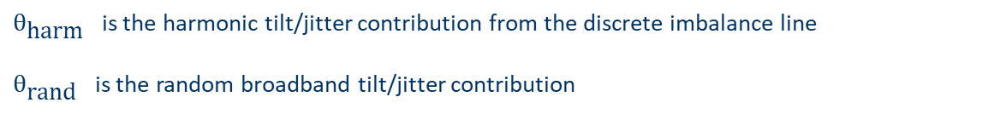 θharm is the harmonic tilt/jitter contribution from the discrete imbalance line
θrand is the random broadband tilt/jitter contribution